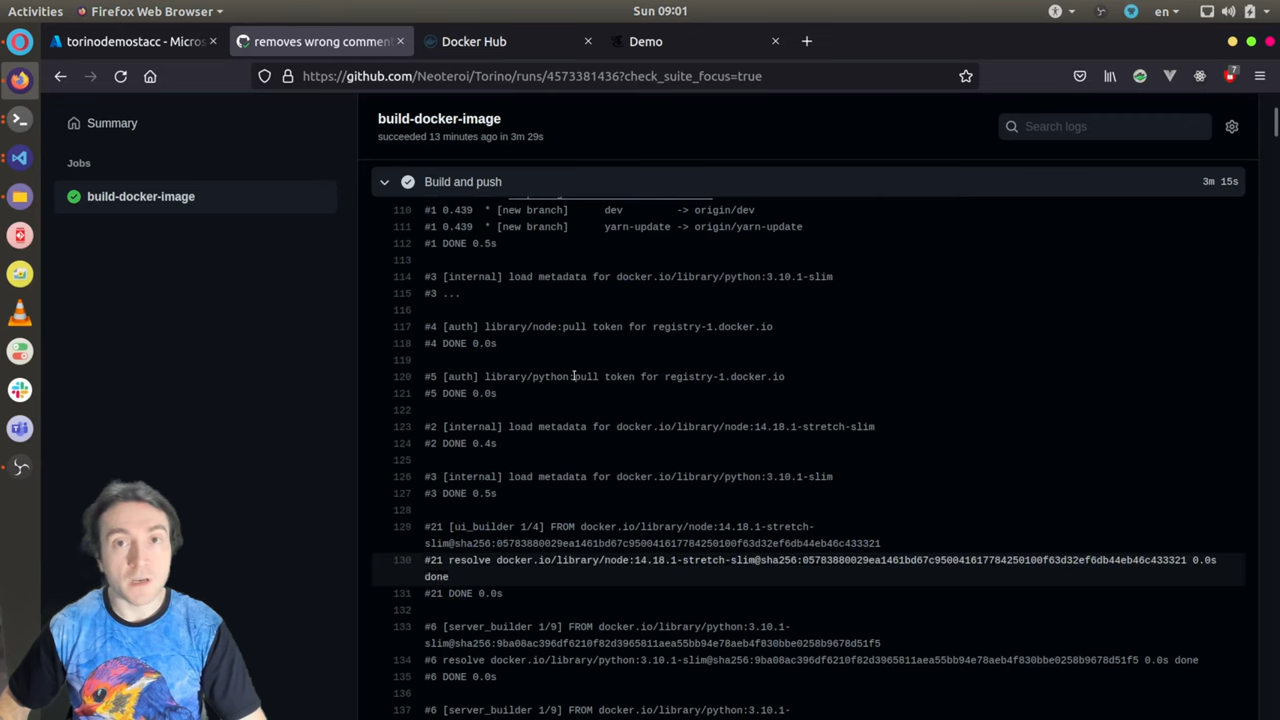 Activities
Firefox Web Browser
Sun 09:01
en
torinodemostacc - Micros
removes wrong comment
Docker Hub
Demo
https://github.com/Neoteroi/Torino/runs/4573381436?check_suite_focus=true
7
Summary
Jobs
build-docker-image
build-docker-image
succeeded 13 minutes ago in 3m 29s
Search logs
Build and push
3m 15s
110 #1 0.439 * [new branch] dev -> origin/dev
111 #1 0.439 * [new branch] yarn-update -> origin/yarn-update
112 #1 DONE 0.5s
113
114 #3 [internal] load metadata for docker.io/library/python:3.10.1-slim
115 #3 ...
116
117 #4 [auth] library/node:pull token for registry-1.docker.io
118 #4 DONE 0.0s
119
120 #5 [auth] library/python:pull token for registry-1.docker.io
121 #5 DONE 0.0s
122
123 #2 [internal] load metadata for docker.io/library/node:14.18.1-stretch-slim
124 #2 DONE 0.4s
125
126 #3 [internal] load metadata for docker.io/library/python:3.10.1-slim
127 #3 DONE 0.5s
128
129 #21 [ui_builder 1/4] FROM docker.io/library/node:14.18.1-stretch-
slim@sha256:05783880029ea1461bd67c950041617784250100f63d32ef6db44eb46c433321
130 #21 resolve docker.io/library/node:14.18.1-stretch-slim@sha256:05783880029ea1461bd67c950041617784250100f63d32ef6db44eb46c433321 0.0s
done
131 #21 DONE 0.0s
132
133 #6 [server_builder 1/9] FROM docker.io/library/python:3.10.1-
slim@sha256:9ba08ac396df6210f82d3965811aea55bb94e78aeb4f830bbe0258b9678d51f5
134 #6 resolve docker.io/library/python:3.10.1-slim@sha256:9ba08ac396df6210f82d3965811aea55bb94e78aeb4f830bbe0258b9678d51f5 0.0s done
135 #6 DONE 0.0s
136
137 #6 [server_builder 1/9] FROM docker.io/library/python:3.10.1-